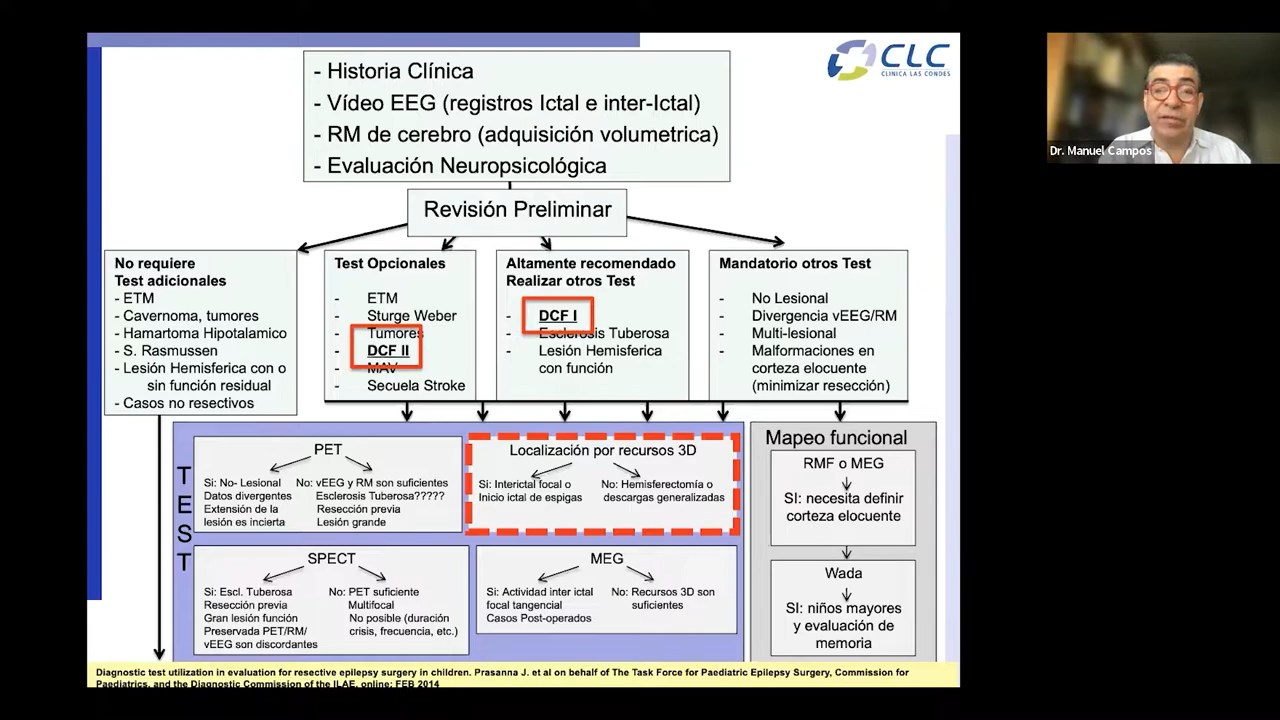 - Historia Clínica
- Vídeo EEG (registros Ictal e inter-Ictal)
- RM de cerebro (adquisición volumetrica)
- Evaluación Neuropsicológica
CLC
CLINICA LAS CONDES
Dr. Manuel Campos
Revisión Preliminar
No requiere
Test adicionales
- ETM
- Cavernoma, tumores
- Hamartoma Hipotalamico
- S. Rasmussen
- Lesión Hemisferica con o
sin función residual
- Casos no resectivos
Test Opcionales
- ETM
- Sturge Weber
- Tumores
- DCF II
- MAV
- Secuela Stroke
Altamente recomendado
Realizar otros Test
- DCF I
- Esclerosis Tuberosa
- Lesión Hemisferica
con función
Mandatorio otros Test
- No Lesional
- Divergencia vEEG/RM
- Multi-lesional
- Malformaciones en
corteza elocuente
(minimizar resección)
TEST
PET
Si: No- Lesional
Datos divergentes
Extensión de la
lesión es incierta
No: vEEG y RM son suficientes
Esclerosis Tuberosa?????
Resección previa
Lesión grande
Localización por recursos 3D
Si: Interictal focal o
Inicio ictal de espigas
No: Hemisferectomía o
descargas generalizadas
SPECT
Si: Escl. Tuberosa
Resección previa
Gran lesión función
Preservada PET/RM/
vEEG son discordantes
No: PET suficiente
Multifocal
No posible (duración
crisis, frecuencia, etc.)
MEG
Si: Actividad inter ictal
focal tangencial
Casos Post-operados
No: Recursos 3D son
suficientes
Mapeo funcional
RMF o MEG
SI: necesita definir
corteza elocuente
Wada
SI: niños mayores
y evaluación de
memoria
Diagnostic test utilization in evaluation for resective epilepsy surgery in children. Prasanna J. et al on behalf of The Task Force for Paediatric Epilepsy Surgery, Commission for
Paediatrics, and the Diagnostic Commission of the ILAE, online: FEB 2014